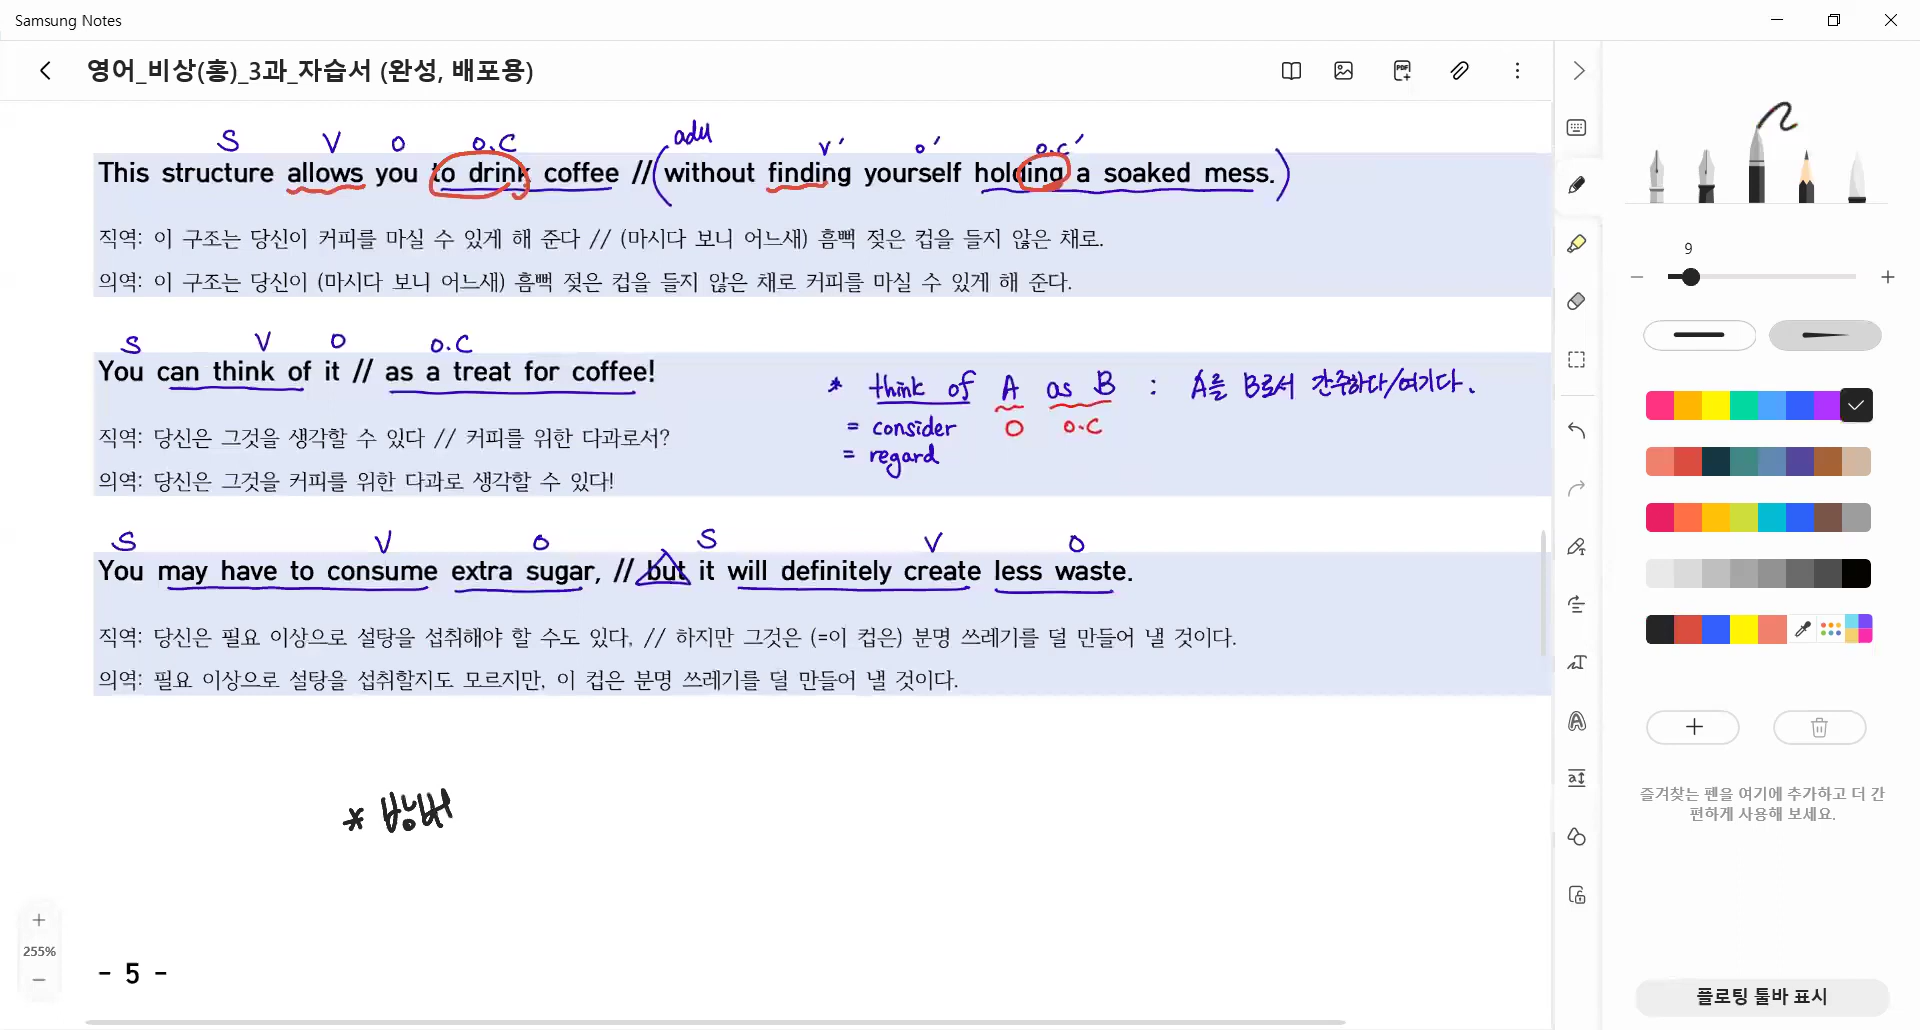 Samsung Notes
영어_비상(홍)_3과_자습서 (완성, 배포용)
S V O O.C adv V' O' O.C'
This structure allows you to drink coffee // (without finding yourself holding a soaked mess.)
직역: 이 구조는 당신이 커피를 마실 수 있게 해 준다 // (마시다 보니 어느새) 흠뻑 젖은 컵을 들지 않은 채로.
의역: 이 구조는 당신이 (마시다 보니 어느새) 흠뻑 젖은 컵을 들지 않은 채로 커피를 마실 수 있게 해 준다.
S V O O.C
You can think of it // as a treat for coffee!
* think of A as B : A를 B로서 간주하다/여기다.
= consider O O.C
= regard
직역: 당신은 그것을 생각할 수 있다 // 커피를 위한 다과로서?
의역: 당신은 그것을 커피를 위한 다과로 생각할 수 있다!
S V O S V O
You may have to consume extra sugar, // but it will definitely create less waste.
직역: 당신은 필요 이상으로 설탕을 섭취해야 할 수도 있다, // 하지만 그것은 (=이 컵은) 분명 쓰레기를 덜 만들어 낼 것이다.
의역: 필요 이상으로 설탕을 섭취할지도 모르지만, 이 컵은 분명 쓰레기를 덜 만들어 낼 것이다.
*
- 5 -
255%
PDF
9
즐겨찾는 펜을 여기에 추가하고 더 간
편하게 사용해 보세요.
플로팅 툴바 표시